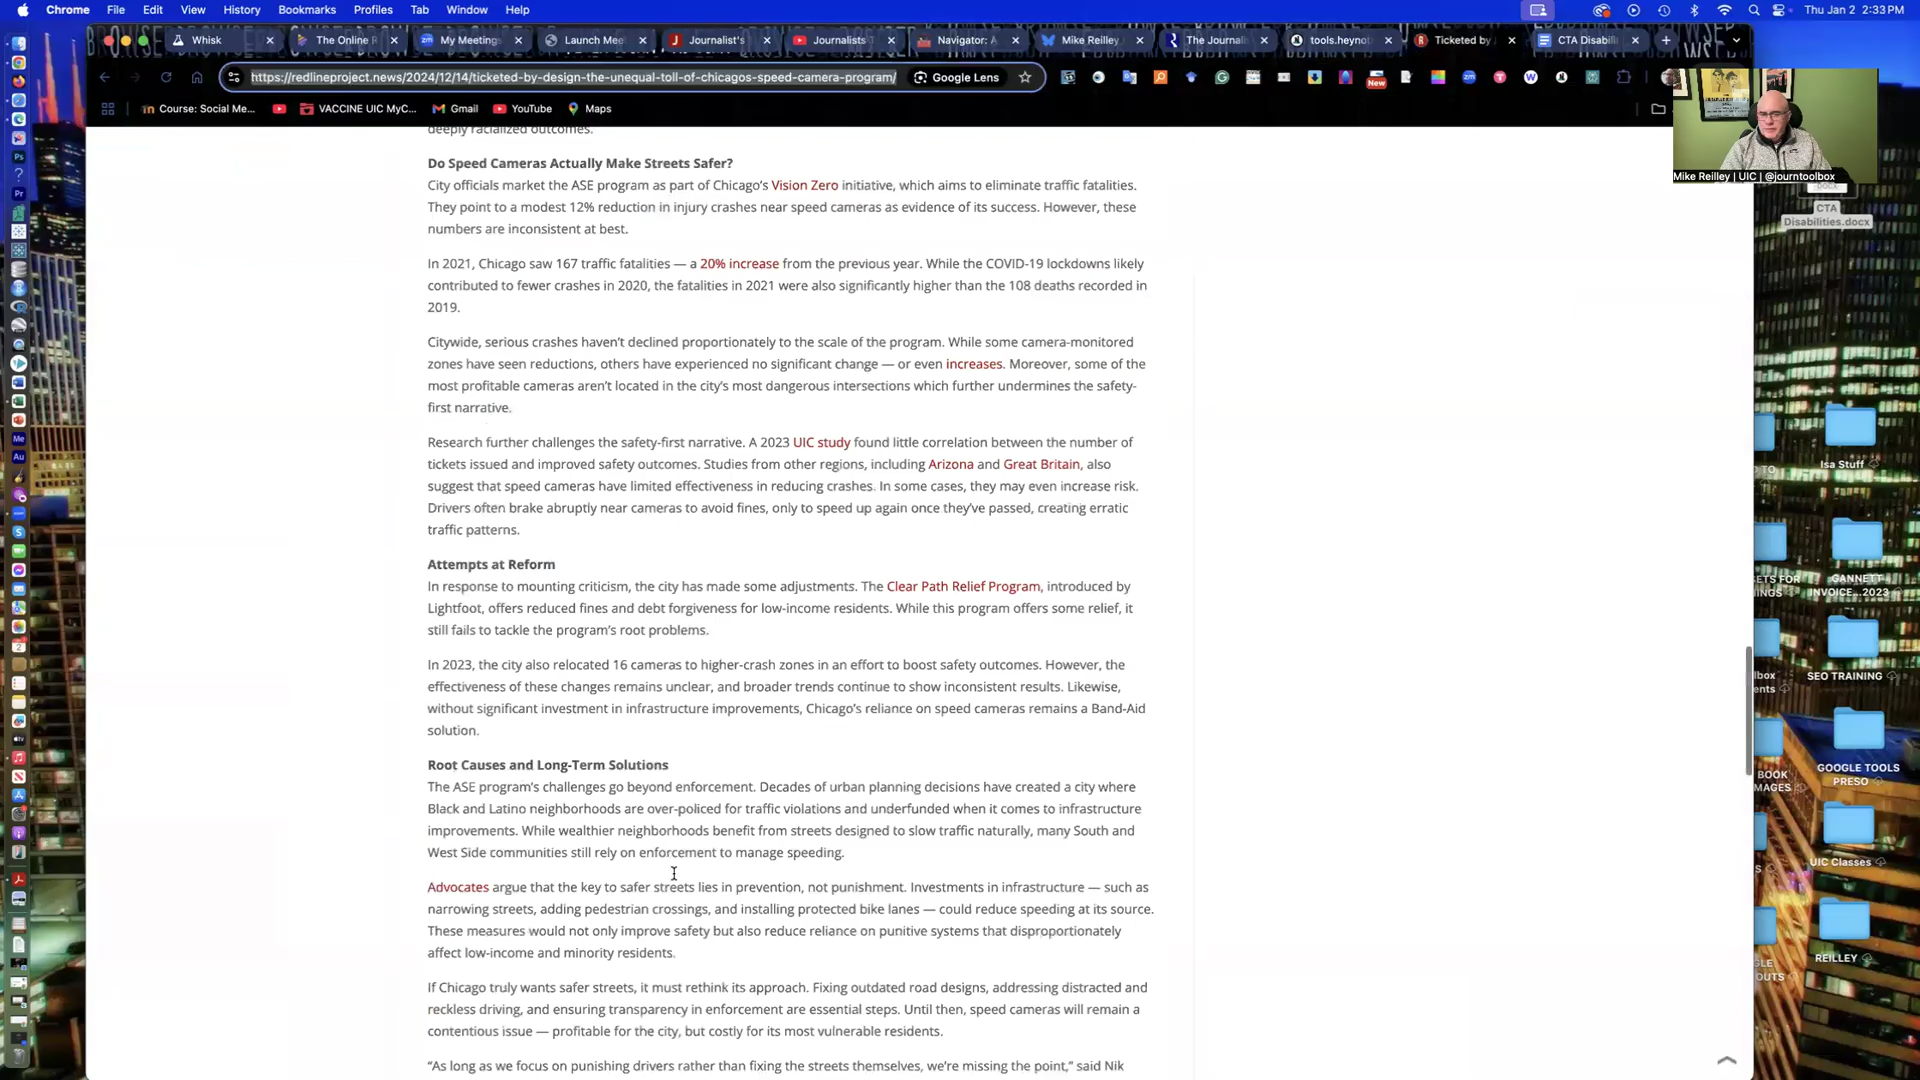 Chrome File Edit View History Bookmarks Profiles Tab Window Help
Thu Jan 2 2:33 PM
Whisk
The Online R
My Meetings
Launch Mee
Journalist's
Journalists T
Navigator: A
Mike Reilley
The Journali
tools.heynot
Ticketed by
CTA Disabili
https://redlineproject.news/2024/12/14/ticketed-by-design-the-unequal-toll-of-chicagos-speed-camera-program/
Google Lens
New
Course: Social Me...
VACCINE UIC MyC...
Gmail
YouTube
Maps
Mike Reilley | UIC | @journtoolbox
deeply racialized outcomes.
Do Speed Cameras Actually Make Streets Safer?
City officials market the ASE program as part of Chicago's Vision Zero initiative, which aims to eliminate traffic fatalities.
They point to a modest 12% reduction in injury crashes near speed cameras as evidence of its success. However, these
numbers are inconsistent at best.
In 2021, Chicago saw 167 traffic fatalities — a 20% increase from the previous year. While the COVID-19 lockdowns likely
contributed to fewer crashes in 2020, the fatalities in 2021 were also significantly higher than the 108 deaths recorded in
2019.
Citywide, serious crashes haven't declined proportionately to the scale of the program. While some camera-monitored
zones have seen reductions, others have experienced no significant change — or even increases. Moreover, some of the
most profitable cameras aren't located in the city's most dangerous intersections which further undermines the safety-
first narrative.
Research further challenges the safety-first narrative. A 2023 UIC study found little correlation between the number of
tickets issued and improved safety outcomes. Studies from other regions, including Arizona and Great Britain, also
suggest that speed cameras have limited effectiveness in reducing crashes. In some cases, they may even increase risk.
Drivers often brake abruptly near cameras to avoid fines, only to speed up again once they've passed, creating erratic
traffic patterns.
Attempts at Reform
In response to mounting criticism, the city has made some adjustments. The Clear Path Relief Program, introduced by
Lightfoot, offers reduced fines and debt forgiveness for low-income residents. While this program offers some relief, it
still fails to tackle the program's root problems.
In 2023, the city also relocated 16 cameras to higher-crash zones in an effort to boost safety outcomes. However, the
effectiveness of these changes remains unclear, and broader trends continue to show inconsistent results. Likewise,
without significant investment in infrastructure improvements, Chicago's reliance on speed cameras remains a Band-Aid
solution.
Root Causes and Long-Term Solutions
The ASE program's challenges go beyond enforcement. Decades of urban planning decisions have created a city where
Black and Latino neighborhoods are over-policed for traffic violations and underfunded when it comes to infrastructure
improvements. While wealthier neighborhoods benefit from streets designed to slow traffic naturally, many South and
West Side communities still rely on enforcement to manage speeding.
Advocates argue that the key to safer streets lies in prevention, not punishment. Investments in infrastructure — such as
narrowing streets, adding pedestrian crossings, and installing protected bike lanes — could reduce speeding at its source.
These measures would not only improve safety but also reduce reliance on punitive systems that disproportionately
affect low-income and minority residents.
If Chicago truly wants safer streets, it must rethink its approach. Fixing outdated road designs, addressing distracted and
reckless driving, and ensuring transparency in enforcement are essential steps. Until then, speed cameras will remain a
contentious issue — profitable for the city, but costly for its most vulnerable residents.
"As long as we focus on punishing drivers rather than fixing the streets themselves, we're missing the point," said Nik
CTA
Disabilities.docx
Isa Stuff
GANNETT
INVOICE...2023
SEO TRAINING
GOOGLE TOOLS
PRESO
UIC Classes
REILLEY